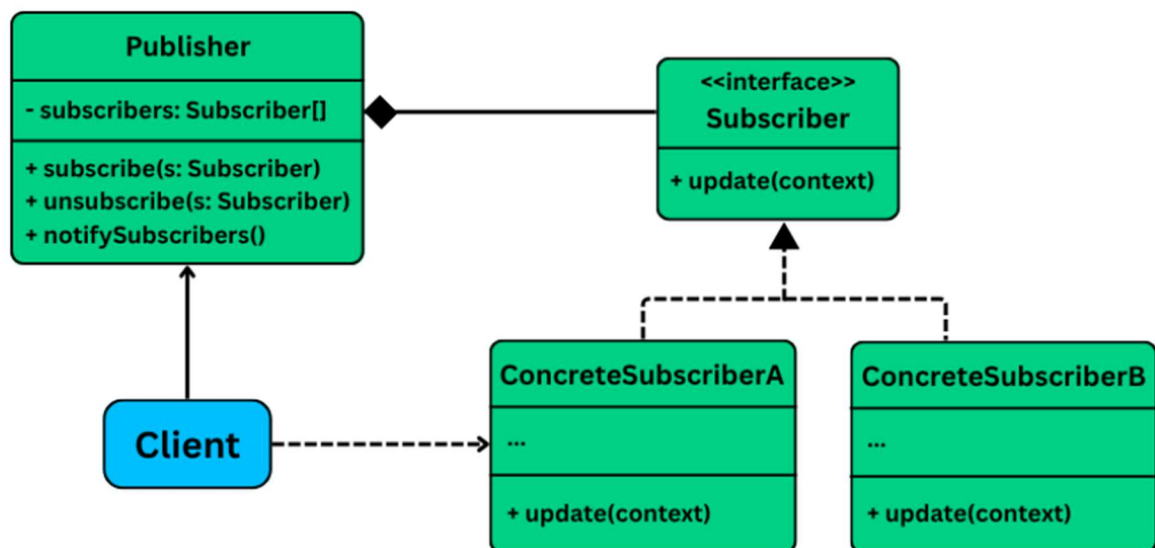 Publisher
- subscribers: Subscriber[]
+ subscribe(s: Subscriber)
+ unsubscribe(s: Subscriber)
+ notifySubscribers()
<<interface>>
Subscriber
+ update(context)
Client
ConcreteSubscriberA
...
+ update(context)
ConcreteSubscriberB
...
+ update(context)